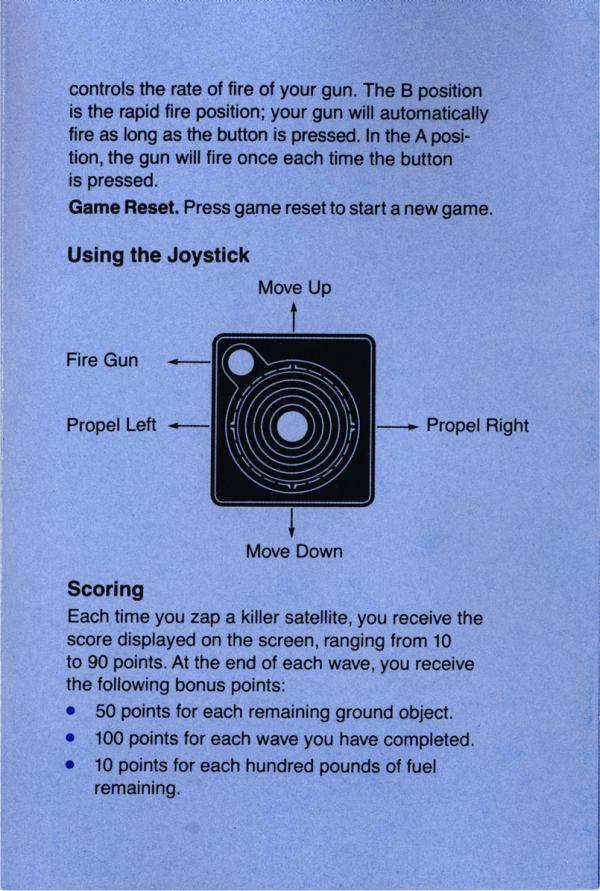 controls the rate of fire of your gun. The B position
is the rapid fire position; your gun will automatically
fire as long as the button is pressed. In the A posi-
tion, the gun will fire once each time the button
is pressed.
Game Reset. Press game reset to start a new game.
Using the Joystick
Move Up
Fire Gun
Propel Left
Propel Right
Move Down
Scoring
Each time you zap a killer satellite, you receive the
score displayed on the screen, ranging from 10
to 90 points. At the end of each wave, you receive
the following bonus points:
• 50 points for each remaining ground object.
• 100 points for each wave you have completed.
• 10 points for each hundred pounds of fuel
remaining.